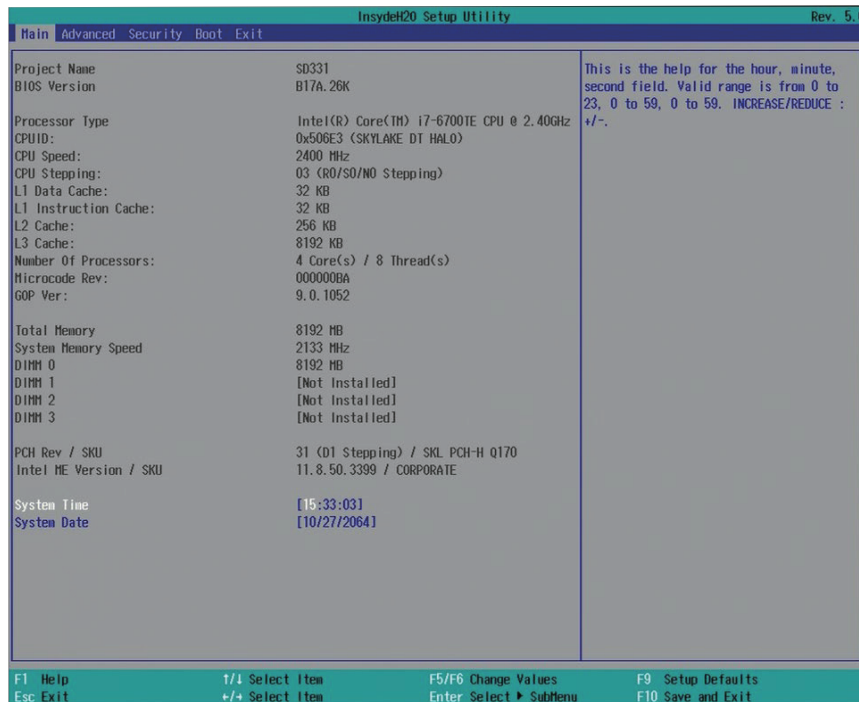 InsydeH20 Setup Utility Rev. 5.
Main Advanced Security Boot Exit
Project Name SD331
BIOS Version B17A.26K
Processor Type Intel(R) Core(TM) i7-6700TE CPU @ 2.40GHz
CPUID: 0x506E3 (SKYLAKE DT HALO)
CPU Speed: 2400 MHz
CPU Stepping: 03 (R0/S0/N0 Stepping)
L1 Data Cache: 32 KB
L1 Instruction Cache: 32 KB
L2 Cache: 256 KB
L3 Cache: 8192 KB
Number Of Processors: 4 Core(s) / 8 Thread(s)
Microcode Rev: 000000BA
GOP Ver: 9.0.1052
Total Memory 8192 MB
System Memory Speed 2133 MHz
DIMM 0 8192 MB
DIMM 1 [Not Installed]
DIMM 2 [Not Installed]
DIMM 3 [Not Installed]
PCH Rev / SKU 31 (D1 Stepping) / SKL PCH-H Q170
Intel ME Version / SKU 11.8.50.3399 / CORPORATE
System Time [15:33:03]
System Date [10/27/2064]
This is the help for the hour, minute,
second field. Valid range is from 0 to
23, 0 to 59, 0 to 59. INCREASE/REDUCE :
+/-.
F1 Help ↑/↓ Select Item F5/F6 Change Values F9 Setup Defaults
Esc Exit ←/→ Select Item Enter Select ▶ SubMenu F10 Save and Exit